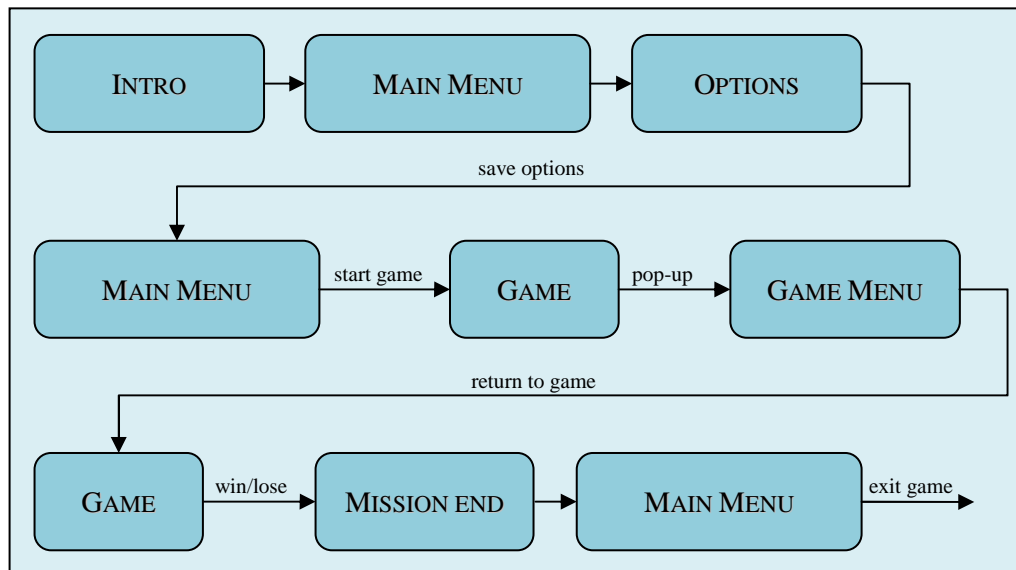 INTRO
MAIN MENU
OPTIONS
save options
MAIN MENU
start game
GAME
pop-up
GAME MENU
return to game
GAME
win/lose
MISSION END
MAIN MENU
exit game